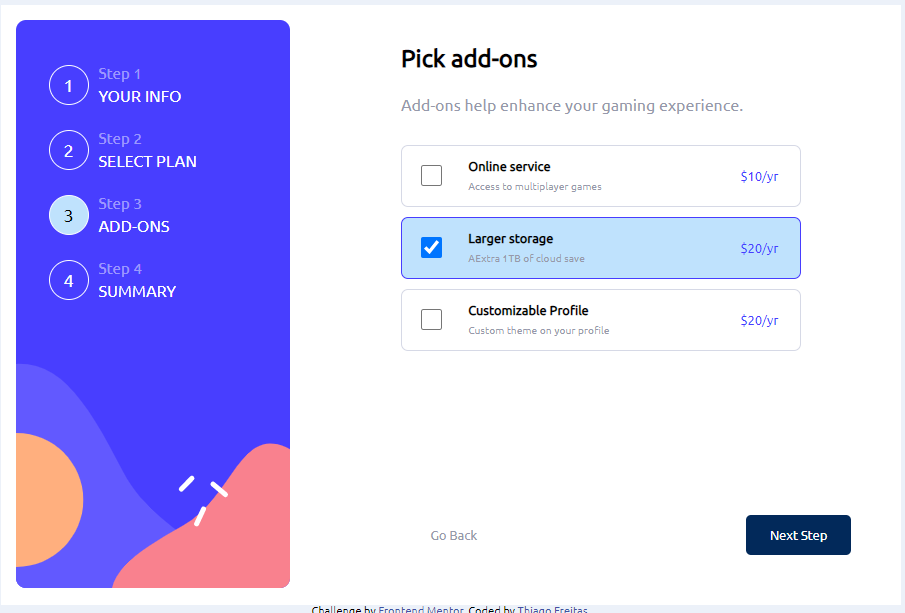 1
Step 1
YOUR INFO
2
Step 2
SELECT PLAN
3
Step 3
ADD-ONS
4
Step 4
SUMMARY
Pick add-ons
Add-ons help enhance your gaming experience.
Online service
Access to multiplayer games
$10/yr
Larger storage
AExtra 1TB of cloud save
$20/yr
Customizable Profile
Custom theme on your profile
$20/yr
Go Back
Next Step
Challenge by Frontend Mentor. Coded by Thiago Freitas.